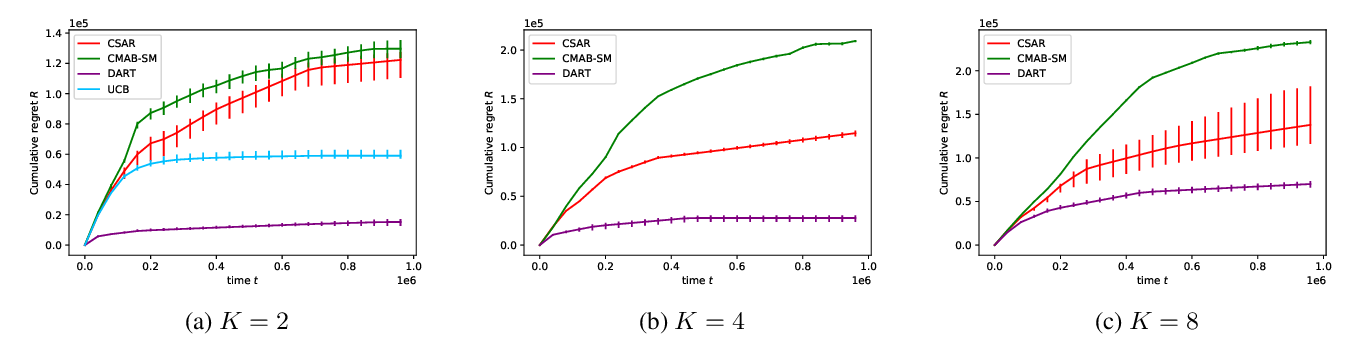 1e5
Cumulative regret R
1.4
1.2
1.0
0.8
0.6
0.4
0.2
0.0
CSAR
CMAB-SM
DART
UCB
0.0 0.2 0.4 0.6 0.8 1.0
time t
1e6
(a) K = 2
1e5
Cumulative regret R
2.0
1.5
1.0
0.5
0.0
CSAR
CMAB-SM
DART
0.0 0.2 0.4 0.6 0.8 1.0
time t
1e6
(b) K = 4
1e5
Cumulative regret R
2.0
1.5
1.0
0.5
0.0
CSAR
CMAB-SM
DART
0.0 0.2 0.4 0.6 0.8 1.0
time t
1e6
(c) K = 8